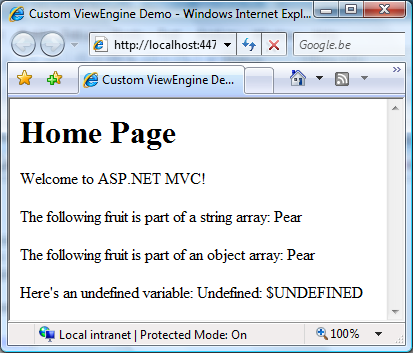 Custom ViewEngine Demo - Windows Internet Expl...
http://localhost:447
Google.be
Custom ViewEngine De...
Home Page
Welcome to ASP.NET MVC!
The following fruit is part of a string array: Pear
The following fruit is part of an object array: Pear
Here's an undefined variable: Undefined: $UNDEFINED
Local intranet | Protected Mode: On
100%